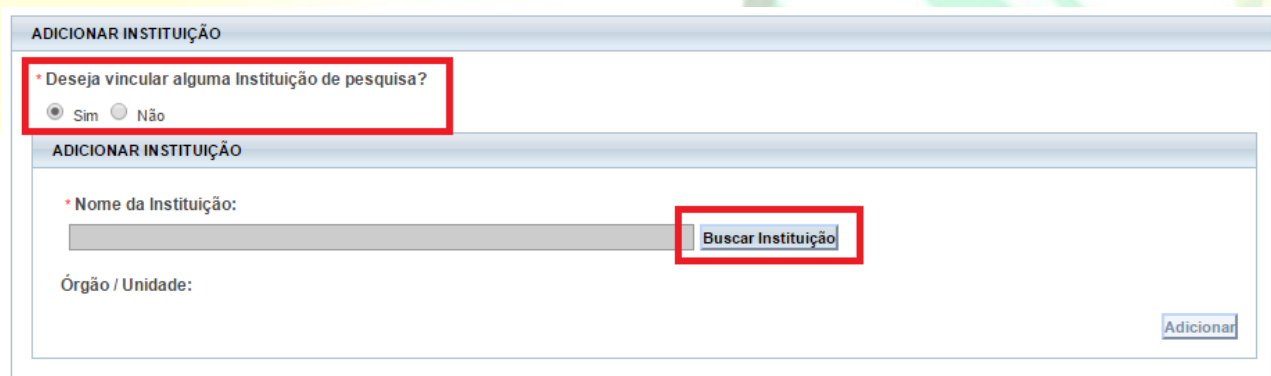 ADICIONAR INSTITUIÇÃO
* Deseja vincular alguma Instituição de pesquisa?
Sim Não
ADICIONAR INSTITUIÇÃO
* Nome da Instituição:
Buscar Instituição
Órgão / Unidade:
Adicionar